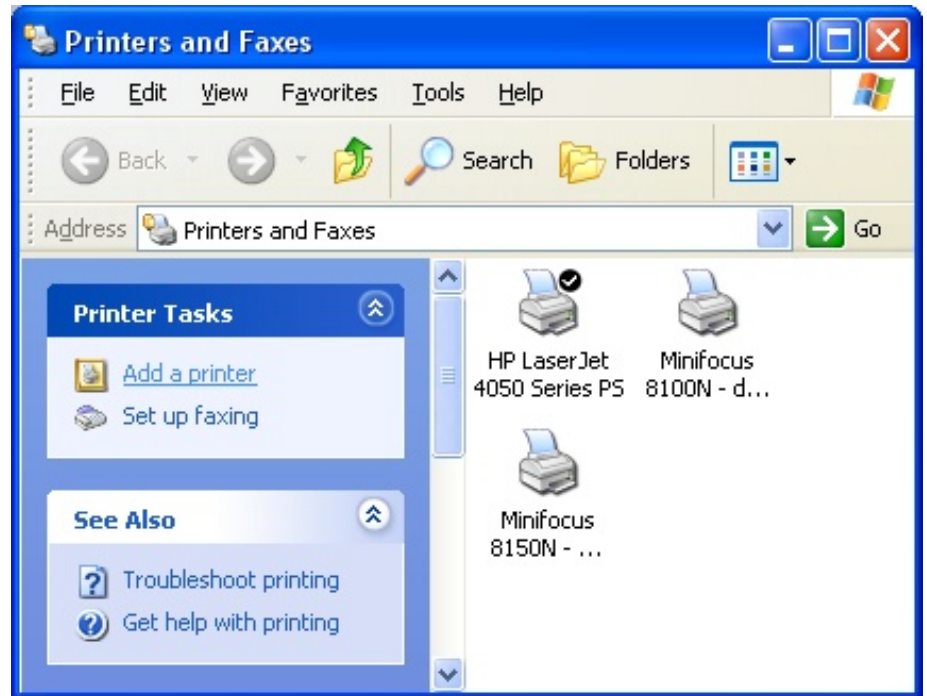 Printers and Faxes
File Edit View Favorites Tools Help
Back Search Folders
Address Printers and Faxes Go
Printer Tasks
Add a printer
Set up faxing
See Also
Troubleshoot printing
Get help with printing
HP LaserJet
4050 Series PS
Minifocus
8100N - d...
Minifocus
8150N - ...